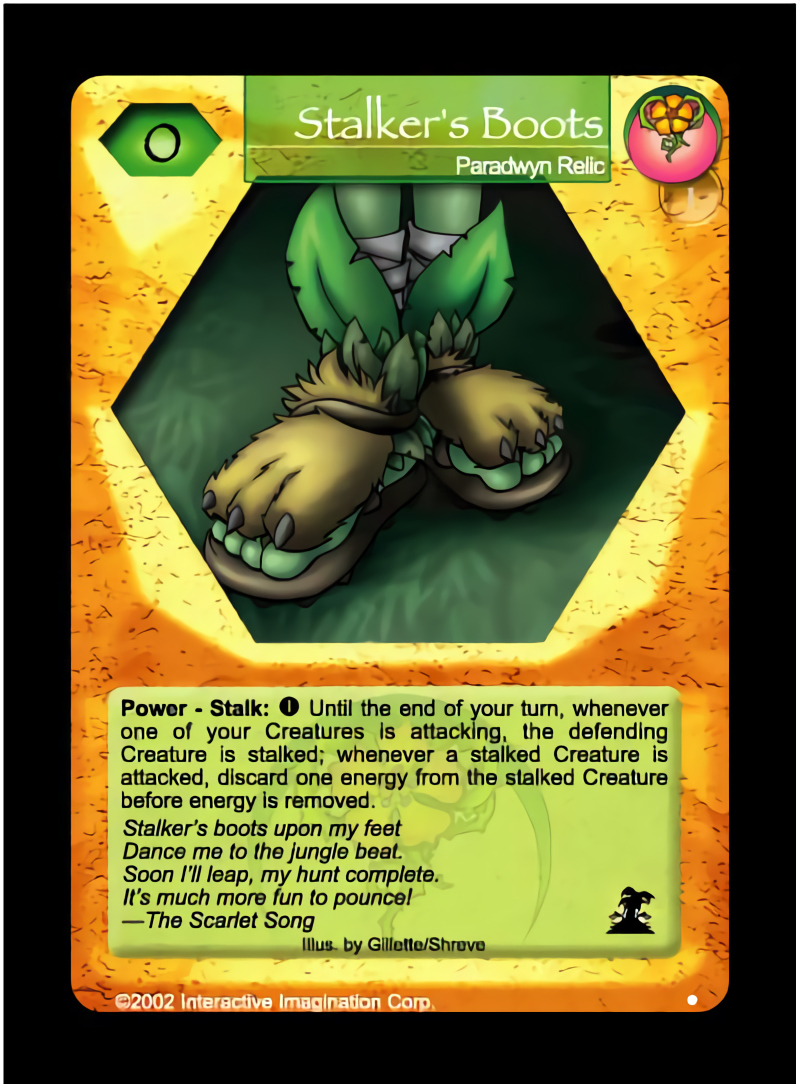 0
Stalker's Boots
Paradwyn Relic
Power - Stalk: 0 Until the end of your turn, whenever
one of your Creatures is attacking, the defending
Creature is stalked; whenever a stalked Creature is
attacked, discard one energy from the stalked Creature
before energy is removed.
Stalker's boots upon my feet
Dance me to the jungle beat.
Soon I'll leap, my hunt complete.
It's much more fun to pounce!
—The Scarlet Song
Illus. by Gillette/Shreve
©2002 Interactive Imagination Corp.